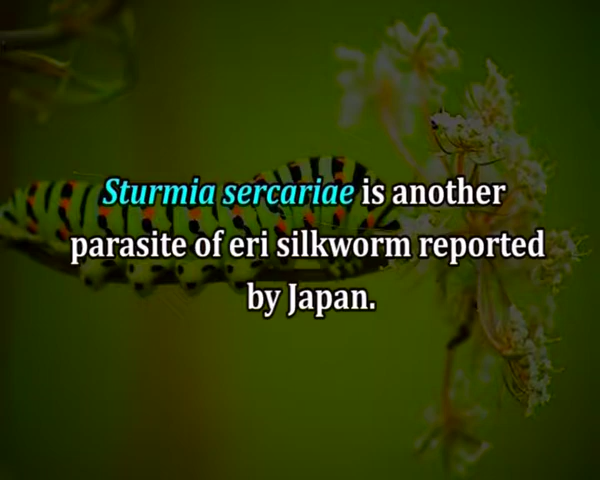 Sturmia sercariae is another
parasite of eri silkworm reported
by Japan.